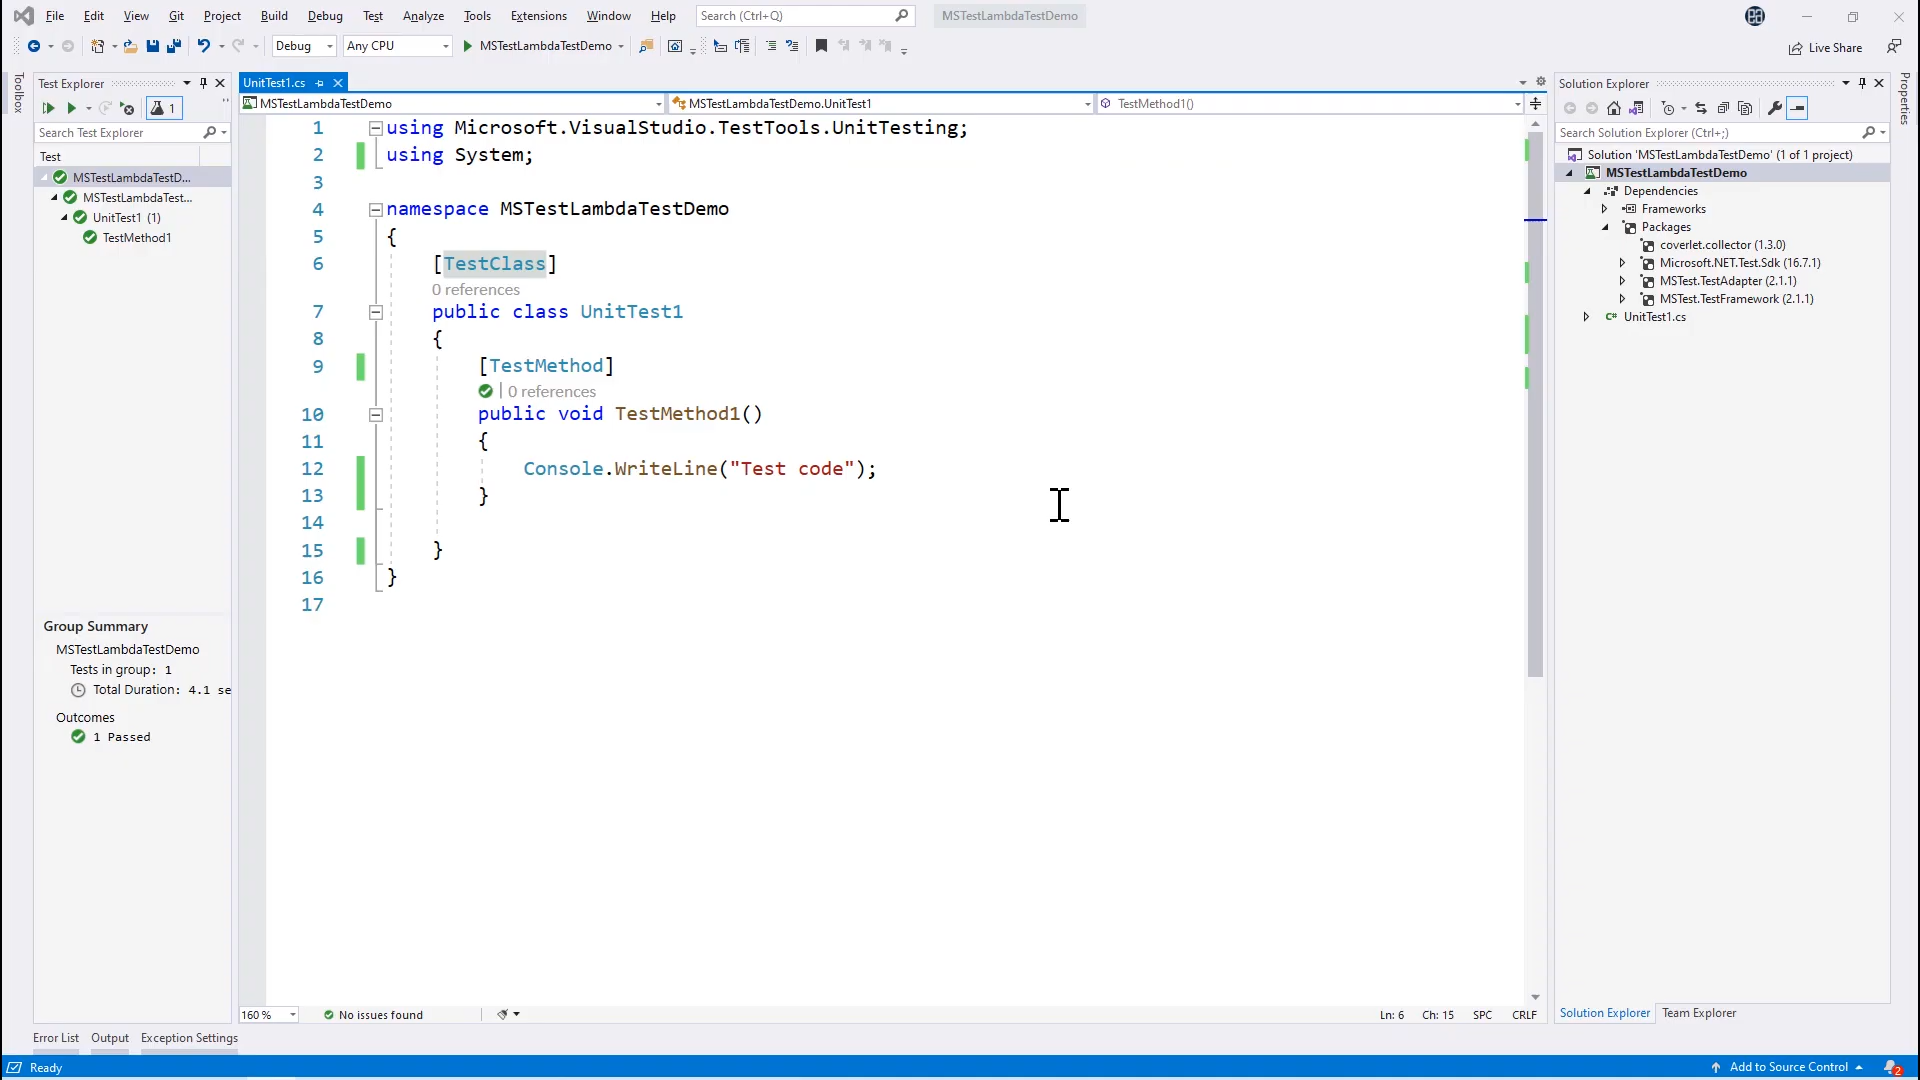 File Edit View Git Project Build Debug Test Analyze Tools Extensions Window Help Search (Ctrl+Q) MSTestLambdaTestDemo
Debug Any CPU MSTestLambdaTestDemo Live Share
Toolbox
Test Explorer
1
Search Test Explorer
Test
MSTestLambdaTestD...
MSTestLambdaTest...
UnitTest1 (1)
TestMethod1
Group Summary
MSTestLambdaTestDemo
Tests in group: 1
Total Duration: 4.1 se
Outcomes
1 Passed
UnitTest1.cs
MSTestLambdaTestDemo MSTestLambdaTestDemo.UnitTest1 TestMethod1()
1 using Microsoft.VisualStudio.TestTools.UnitTesting;
2 using System;
3
4 namespace MSTestLambdaTestDemo
5 {
6 [TestClass]
0 references
7 public class UnitTest1
8 {
9 [TestMethod]
| 0 references
10 public void TestMethod1()
11 {
12 Console.WriteLine("Test code");
13 }
14
15 }
16 }
17
160 % No issues found Ln: 6 Ch: 15 SPC CRLF
Solution Explorer
Search Solution Explorer (Ctrl+;)
Solution 'MSTestLambdaTestDemo' (1 of 1 project)
MSTestLambdaTestDemo
Dependencies
Frameworks
Packages
coverlet.collector (1.3.0)
Microsoft.NET.Test.Sdk (16.7.1)
MSTest.TestAdapter (2.1.1)
MSTest.TestFramework (2.1.1)
C# UnitTest1.cs
Solution Explorer Team Explorer
Properties
Error List Output Exception Settings
Ready Add to Source Control 2